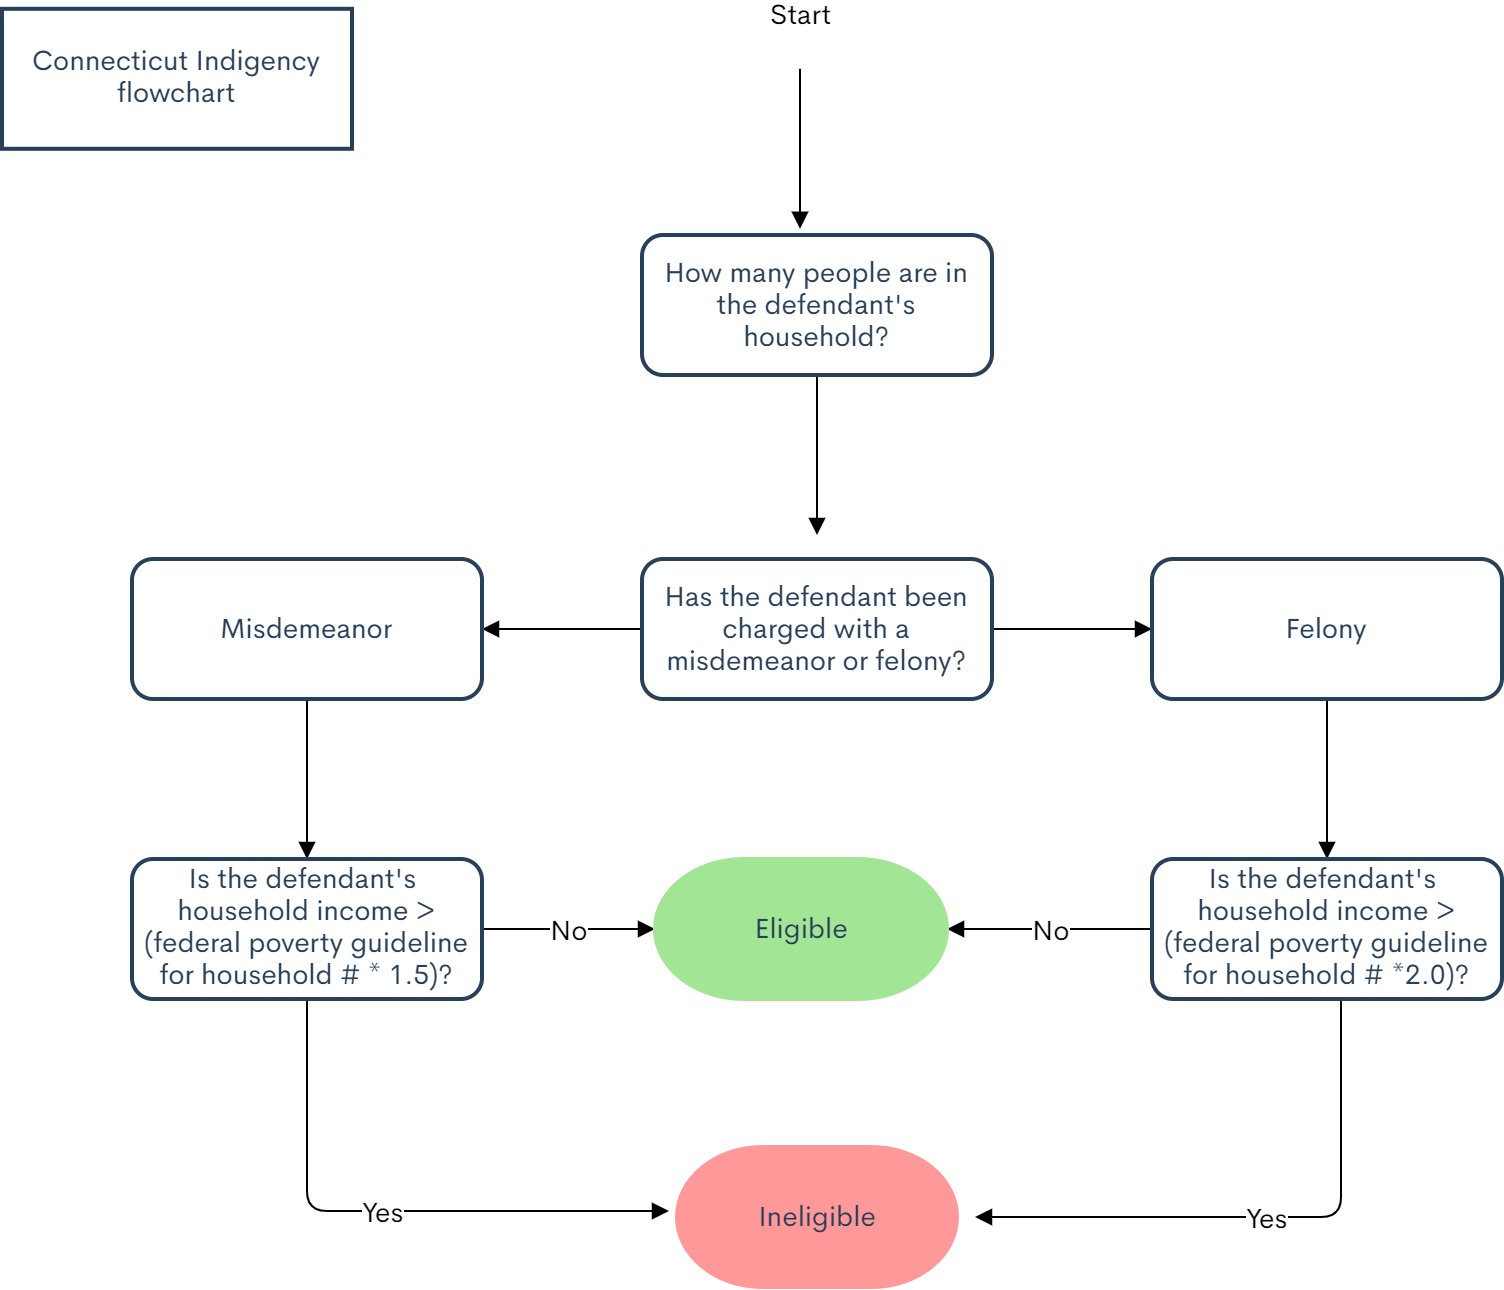 Start
Connecticut Indigency
flowchart
How many people are in
the defendant's
household?
Misdemeanor
Has the defendant been
charged with a
misdemeanor or felony?
Felony
Is the defendant's
household income >
(federal poverty guideline
for household # * 1.5)?
No
Eligible
No
Is the defendant's
household income >
(federal poverty guideline
for household # *2.0)?
Yes
Ineligible
Yes